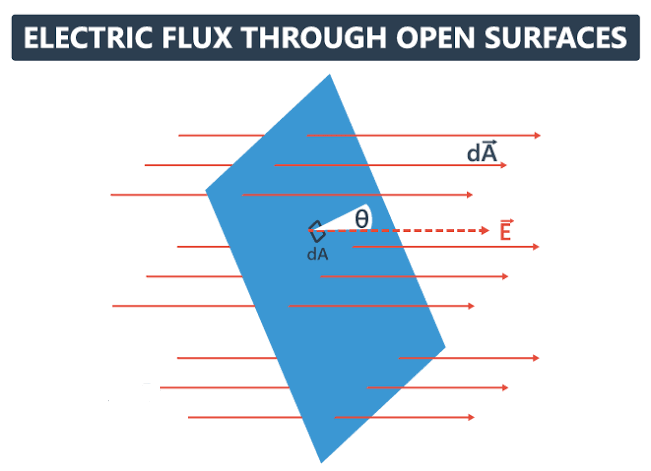 ELECTRIC FLUX THROUGH OPEN SURFACES
dA⃗
θ
E⃗
dA